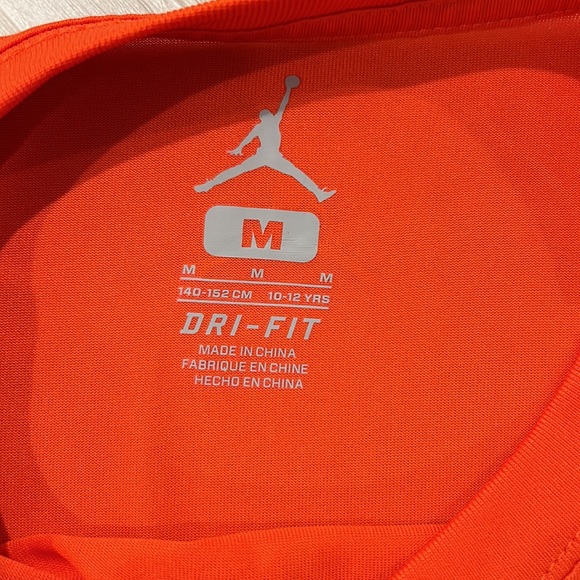 M
M M M
140-152 CM 10-12 YRS
DRI-FIT
MADE IN CHINA
FABRIQUE EN CHINE
HECHO EN CHINA